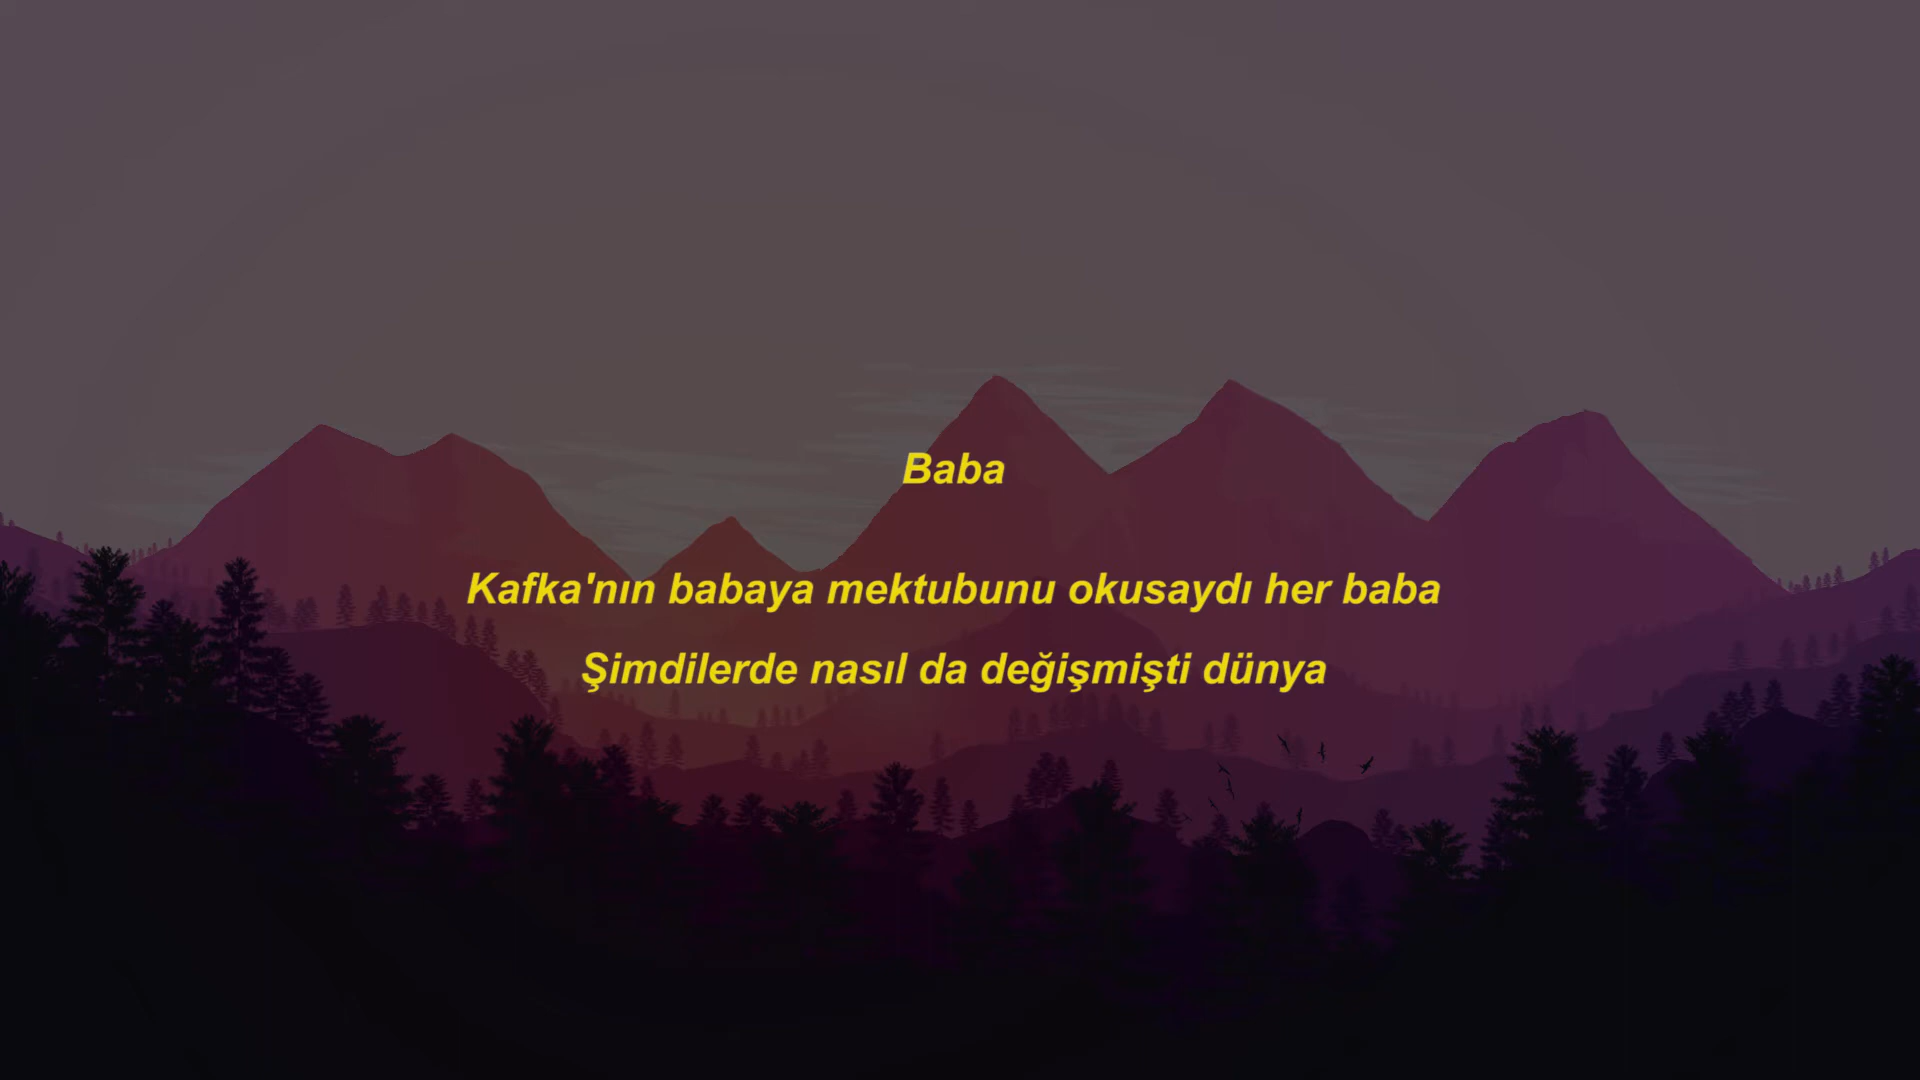 Baba
Kafka'nın babaya mektubunu okusaydı her baba
Şimdilerde nasıl da değişmişti dünya